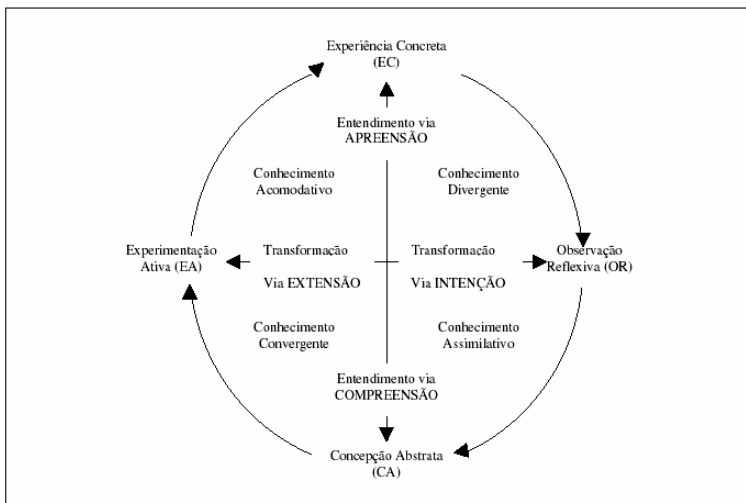 Experiência Concreta
(EC)
Entendimento via
APREENSÃO
Conhecimento
Acomodativo
Conhecimento
Divergente
Experimentação
Ativa (EA)
Transformação
Via EXTENSÃO
Transformação
Via INTENÇÃO
Observação
Reflexiva (OR)
Conhecimento
Convergente
Conhecimento
Assimilativo
Entendimento via
COMPREENSÃO
Concepção Abstrata
(CA)